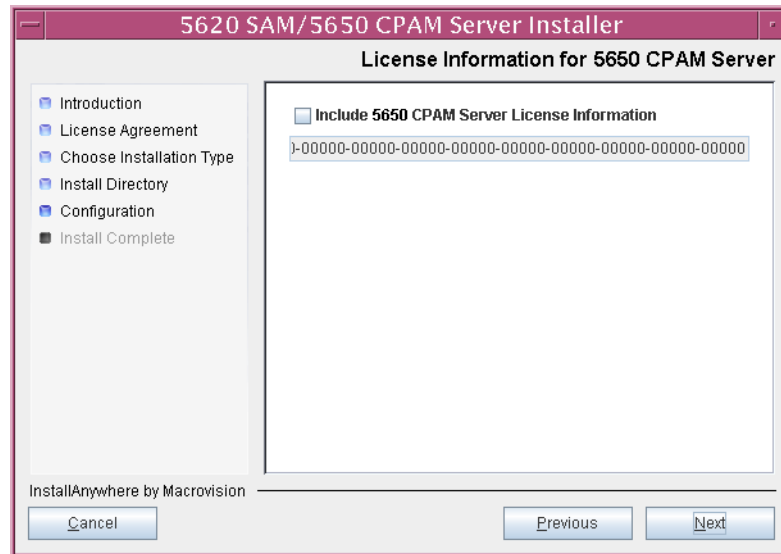 5620 SAM/5650 CPAM Server Installer
License Information for 5650 CPAM Server
Introduction
License Agreement
Choose Installation Type
Install Directory
Configuration
Install Complete
Include 5650 CPAM Server License Information
)-00000-00000-00000-00000-00000-00000-00000-00000-00000
InstallAnywhere by Macrovision
Cancel
Previous
Next